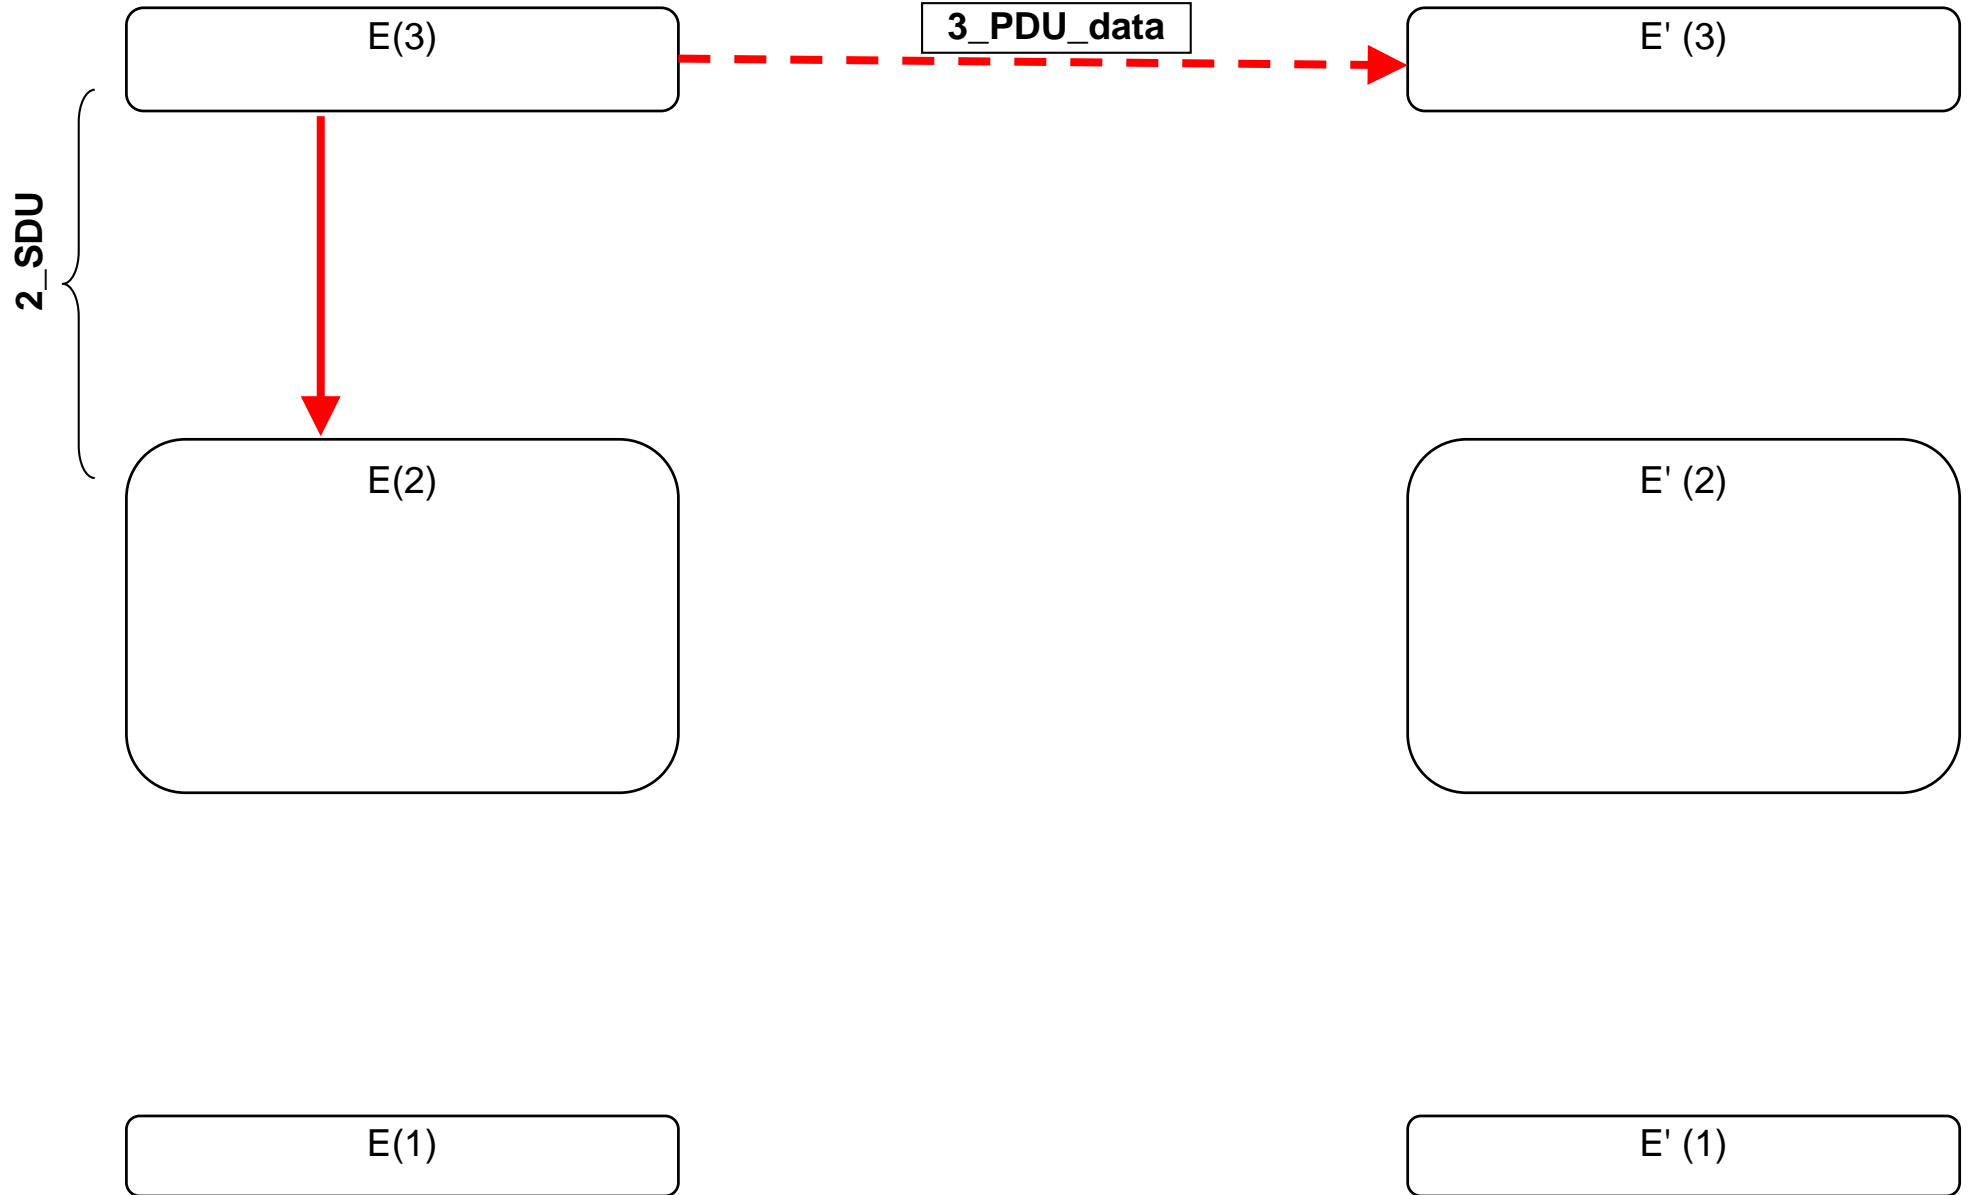 E(3)
3_PDU_data
E' (3)
2_SDU
E(2)
E' (2)
E(1)
E' (1)